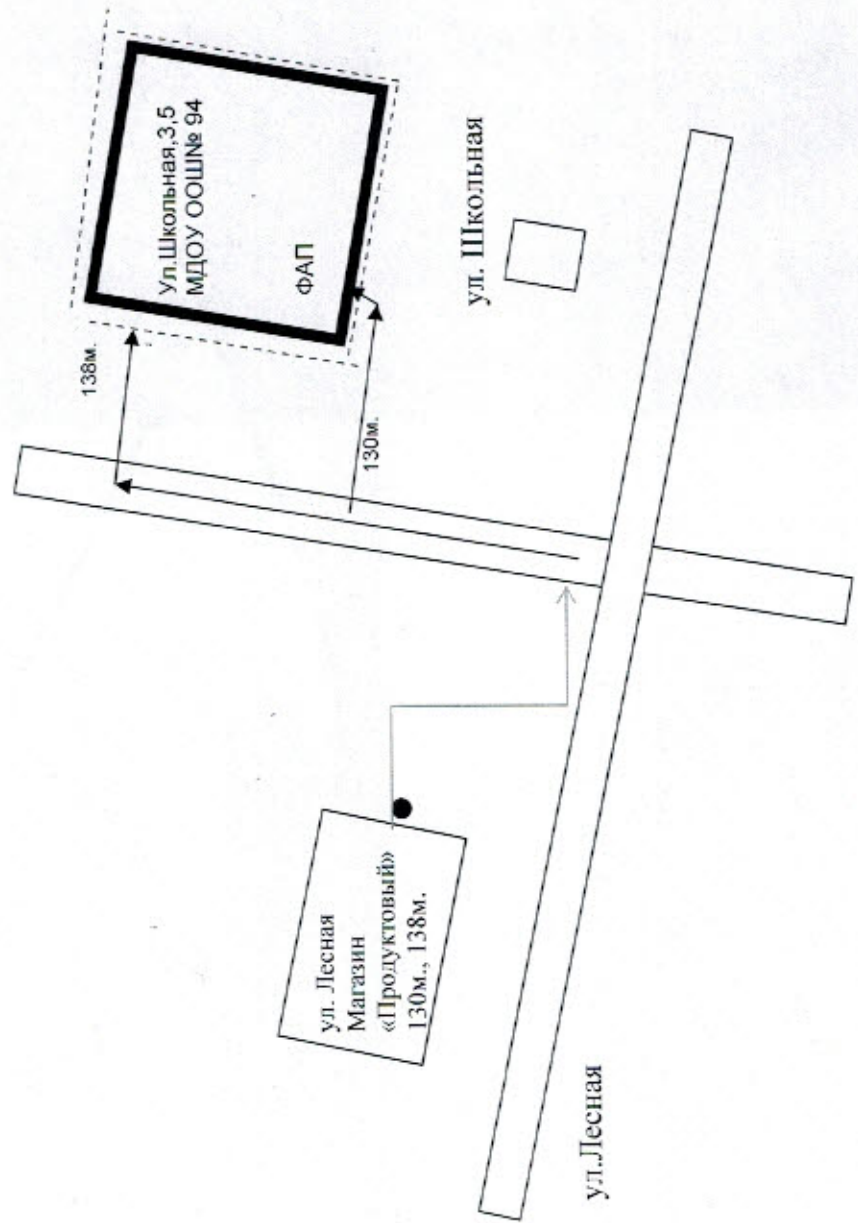 138м.
Ул.Школьная,3,5
МДОУ ООШ№ 94
ФАП
130м.
ул. Школьная
ул. Лесная
Магазин
«Продуктовый»
130м., 138м.
ул.Лесная